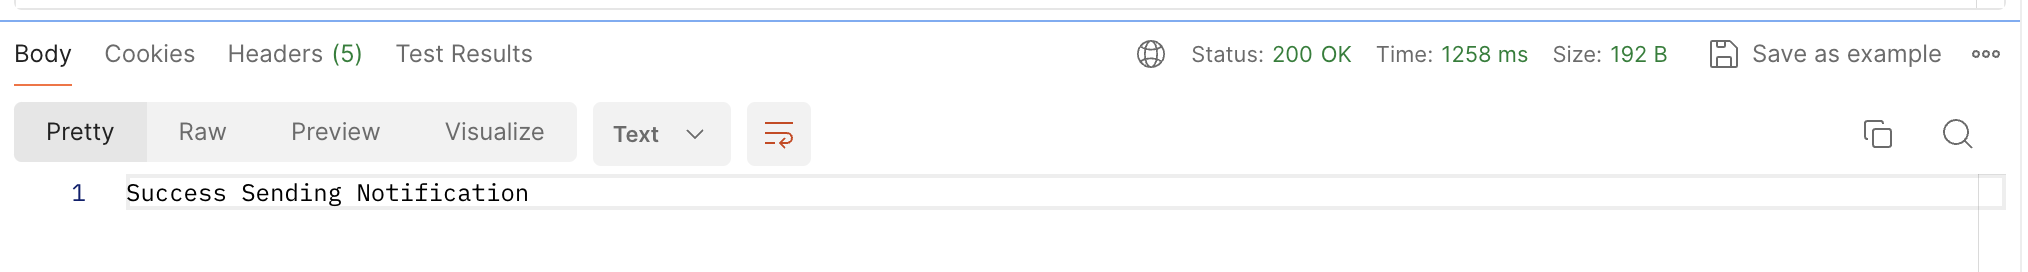 Body Cookies Headers (5) Test Results Status: 200 OK Time: 1258 ms Size: 192 B Save as example
Pretty Raw Preview Visualize Text
1 Success Sending Notification